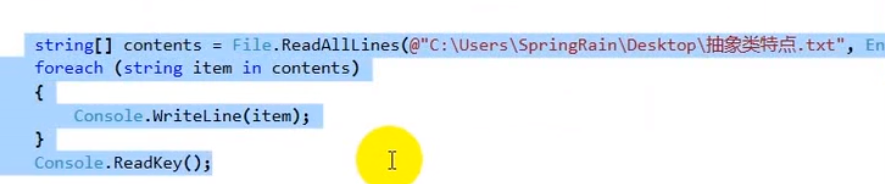 string[] contents = File.ReadAllLines(@"C:\Users\SpringRain\Desktop\抽象类特点.txt", En
foreach (string item in contents)
{
Console.WriteLine(item);
}
Console.ReadKey();